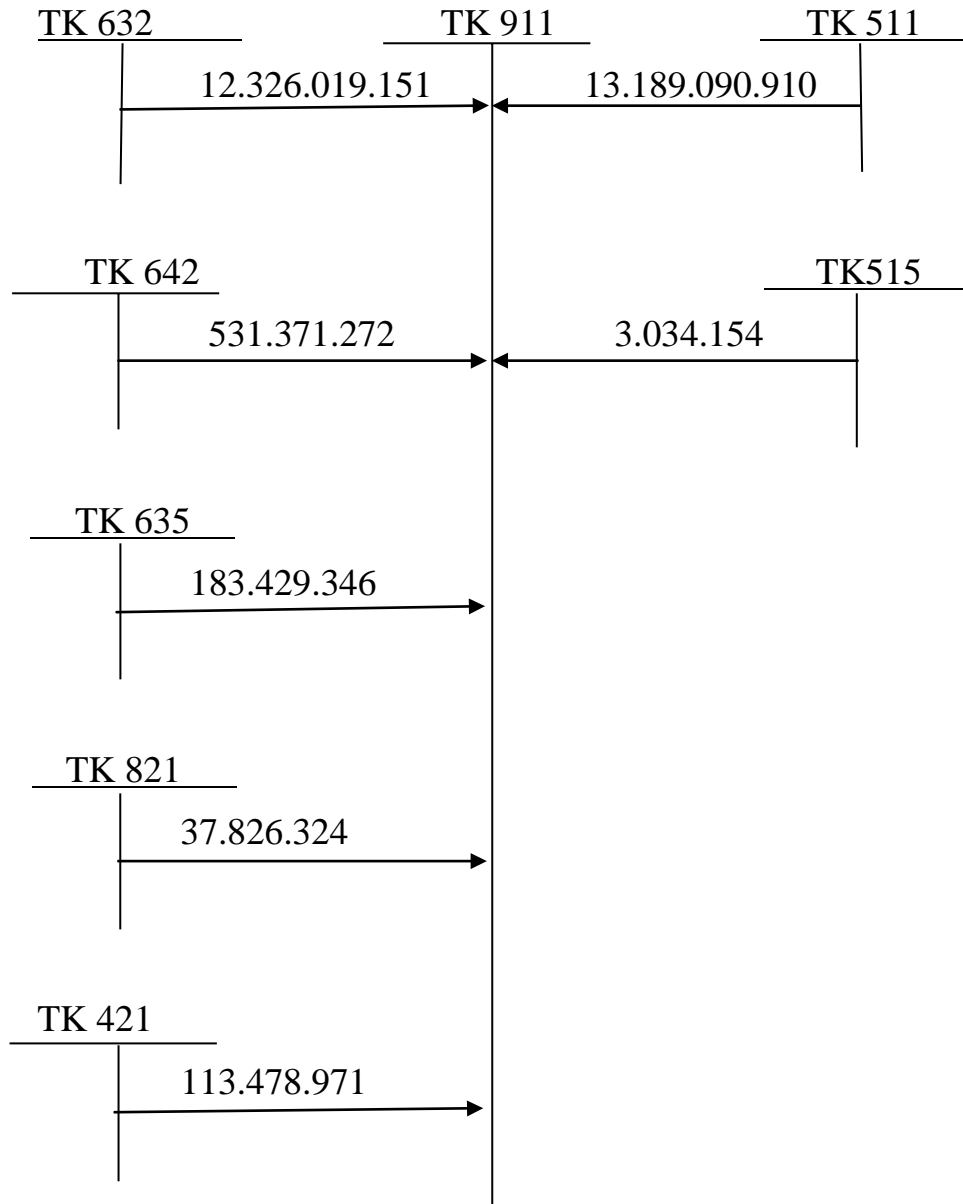 TK 632 TK 911 TK 511
12.326.019.151 13.189.090.910
TK 642 TK515
531.371.272 3.034.154
TK 635
183.429.346
TK 821
37.826.324
TK 421
113.478.971